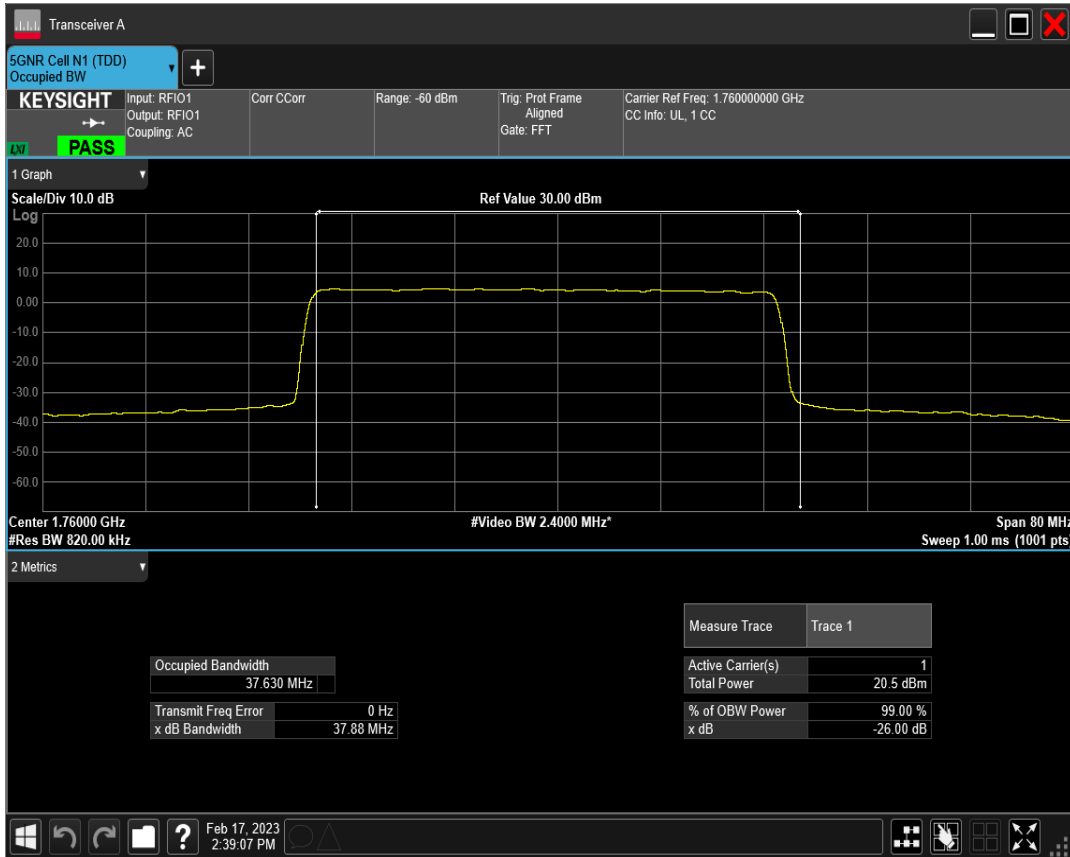 Transceiver A
5GNR Cell N1 (TDD)
Occupied BW
+
KEYSIGHT
LXI
PASS
Input: RFIO1
Output: RFIO1
Coupling: AC
Corr CCorr
Range: -60 dBm
Trig: Prot Frame
Aligned
Gate: FFT
Carrier Ref Freq: 1.760000000 GHz
CC Info: UL, 1 CC
1 Graph
Scale/Div 10.0 dB
Ref Value 30.00 dBm
Log
20.0
10.0
0.00
-10.0
-20.0
-30.0
-40.0
-50.0
-60.0
Center 1.76000 GHz
#Video BW 2.4000 MHz*
Span 80 MHz
#Res BW 820.00 kHz
Sweep 1.00 ms (1001 pts)
2 Metrics
Measure Trace Trace 1
Occupied Bandwidth
37.630 MHz
Active Carrier(s) 1
Total Power 20.5 dBm
Transmit Freq Error 0 Hz
x dB Bandwidth 37.88 MHz
% of OBW Power 99.00 %
x dB -26.00 dB
?
Feb 17, 2023
2:39:07 PM